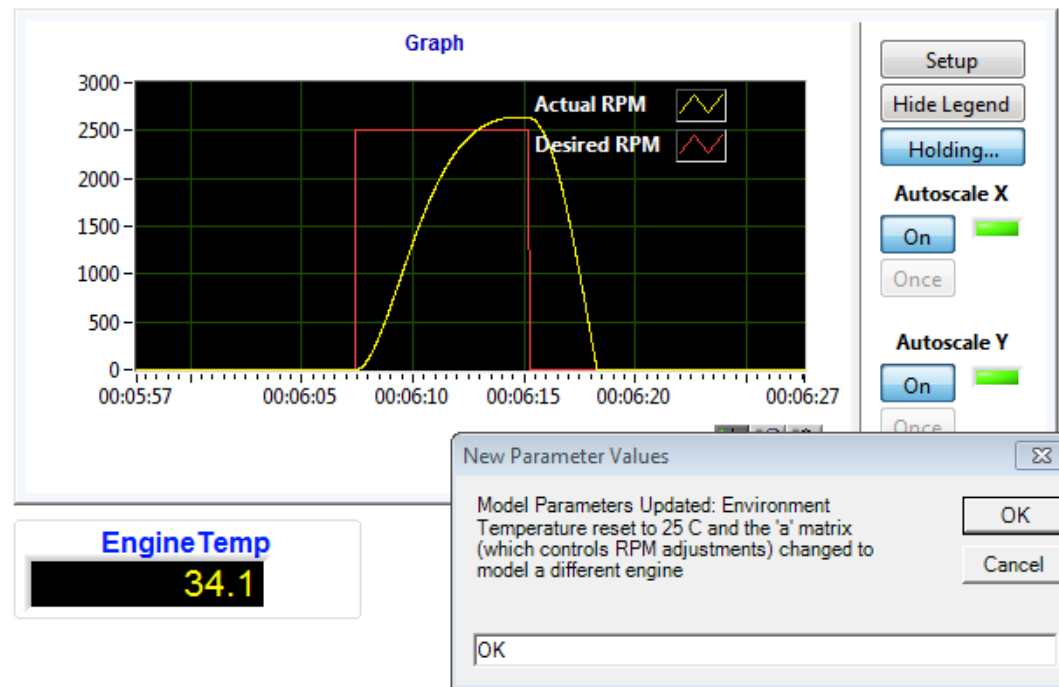 Graph
3000
2500
2000
1500
1000
500
0
Actual RPM
Desired RPM
00:05:57
00:06:05
00:06:10
00:06:15
00:06:20
00:06:27
Setup
Hide Legend
Holding...
Autoscale X
On
Once
Autoscale Y
On
Once
EngineTemp
34.1
New Parameter Values
Model Parameters Updated: Environment
Temperature reset to 25 C and the 'a' matrix
(which controls RPM adjustments) changed to
model a different engine
OK
Cancel
OK